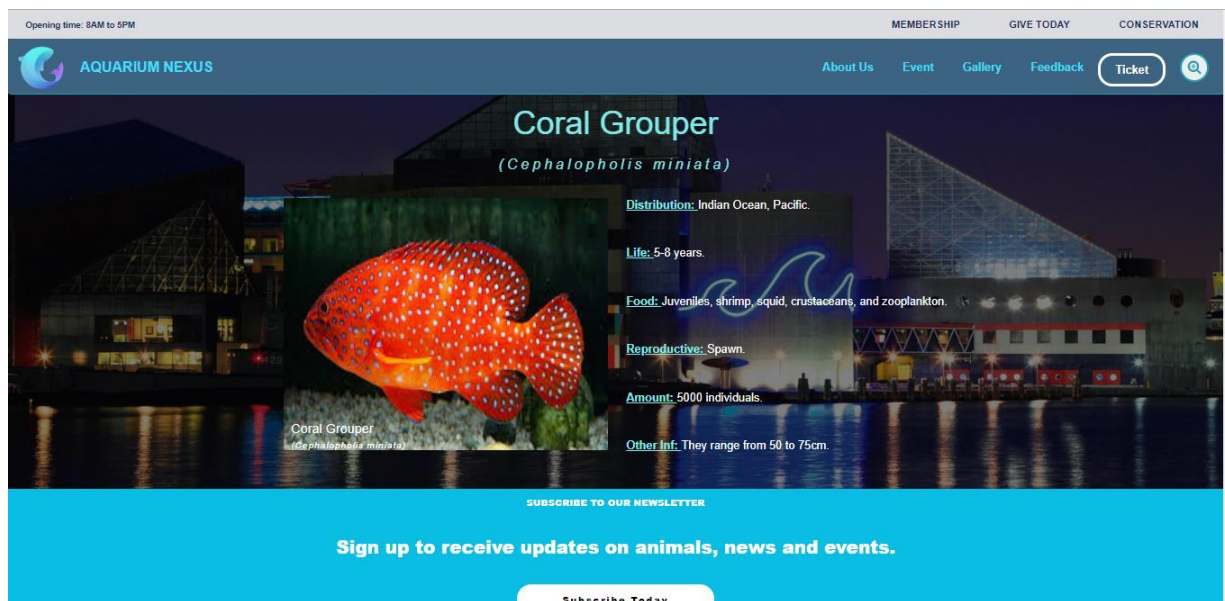 Opening time: 8AM to 5PM
MEMBERSHIP
GIVE TODAY
CONSERVATION
AQUARIUM NEXUS
About Us
Event
Gallery
Feedback
Ticket
Coral Grouper
(Cephalopholis miniata)
Distribution: Indian Ocean, Pacific.
Life: 5-8 years.
Food: Juveniles, shrimp, squid, crustaceans, and zooplankton.
Reproductive: Spawn.
Amount: 5000 individuals.
Other Inf: They range from 50 to 75cm.
Coral Grouper
(Cephalopholis miniata)
SUBSCRIBE TO OUR NEWSLETTER
Sign up to receive updates on animals, news and events.
Subscribe Today